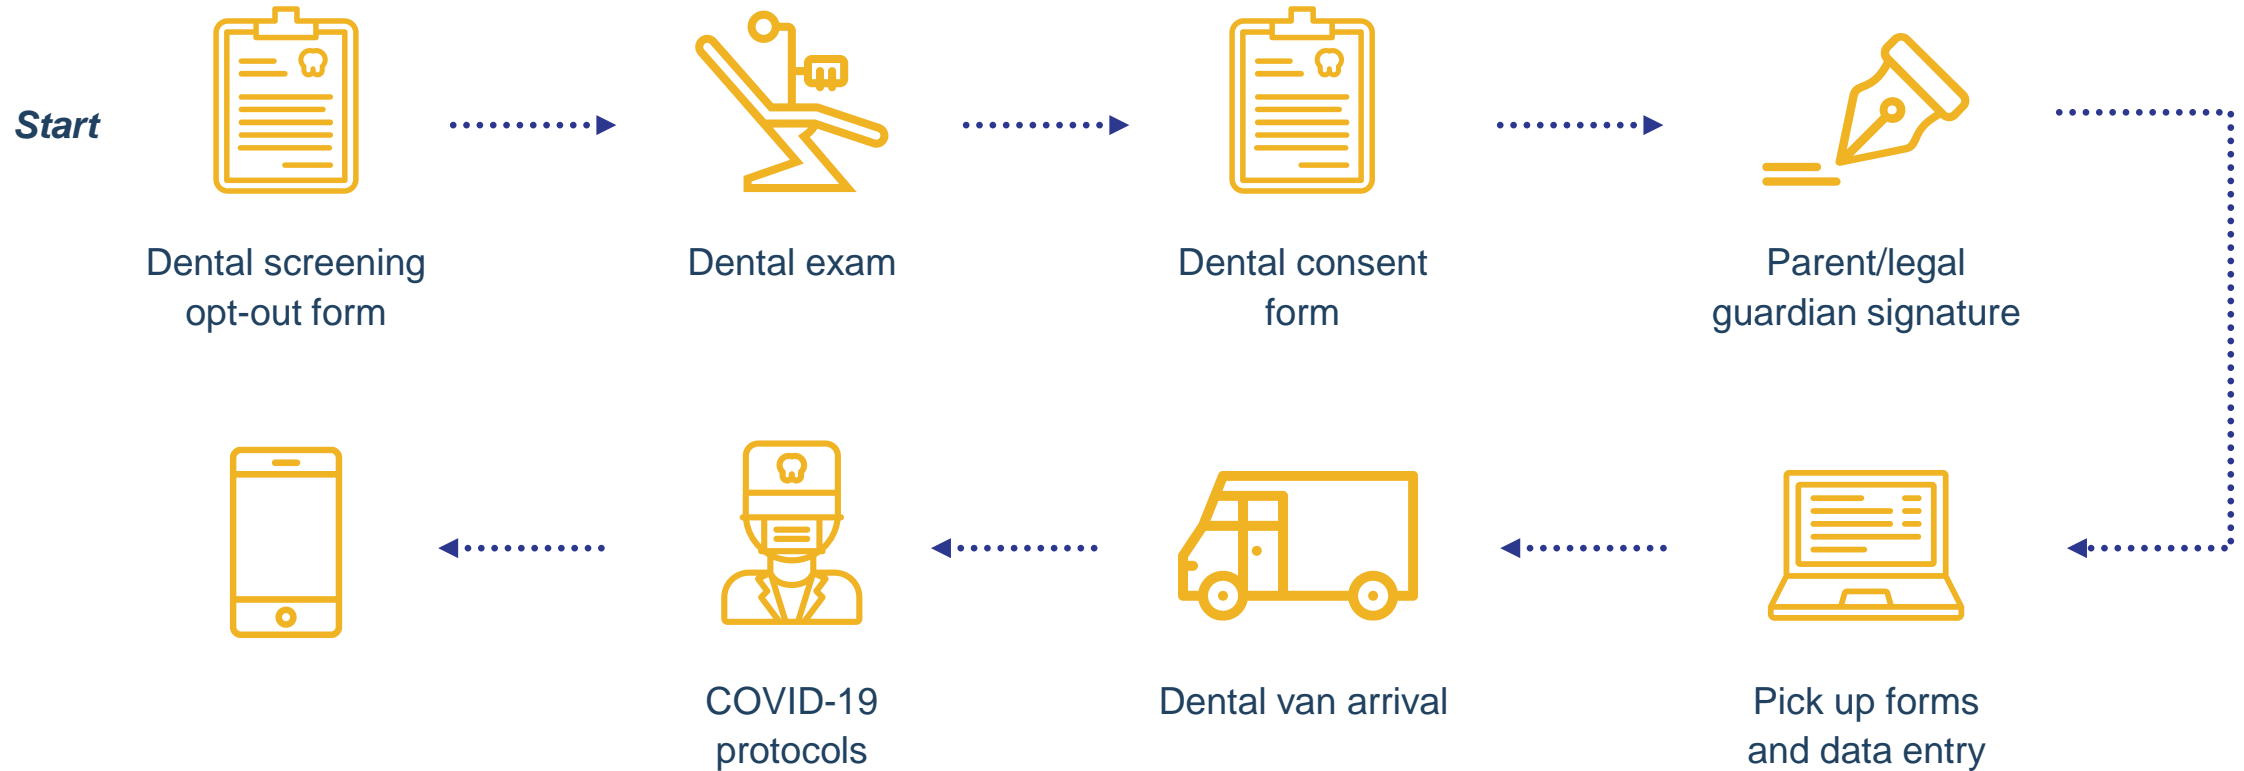 Start
Dental screening
opt-out form
Dental exam
Dental consent
form
Parent/legal
guardian signature
COVID-19
protocols
Dental van arrival
Pick up forms
and data entry